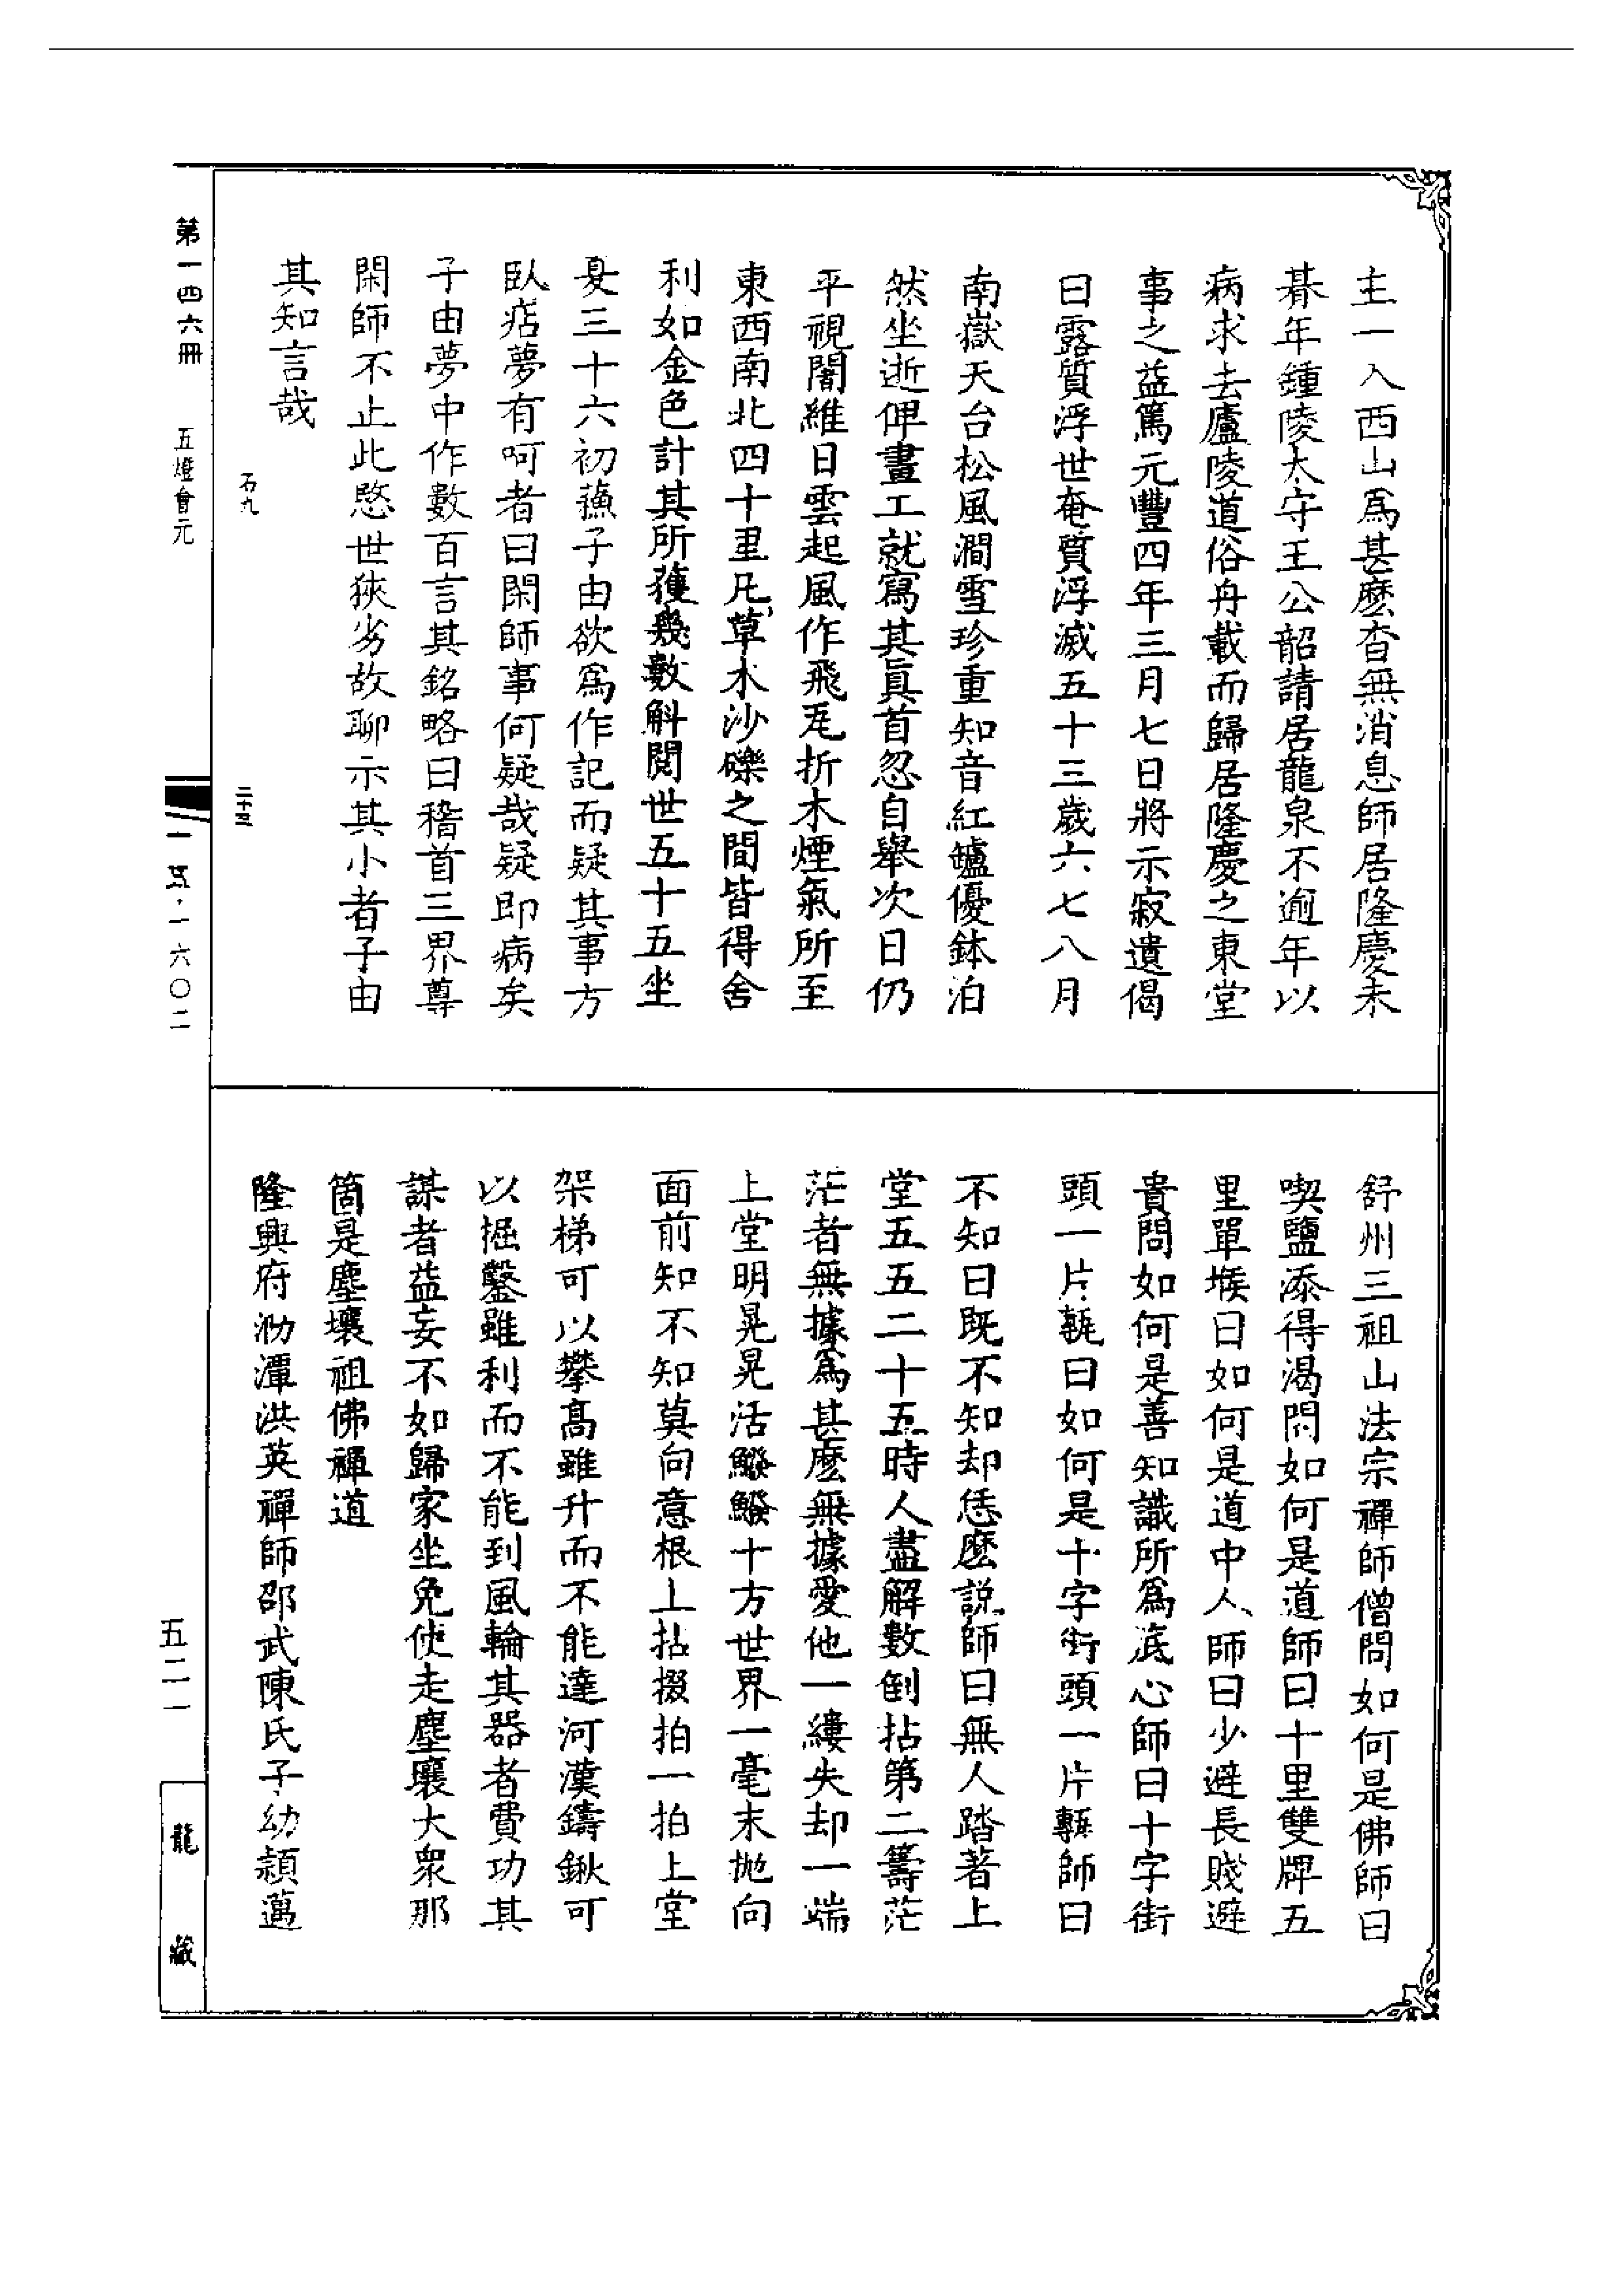 主一入西山爲甚麽杳無消息師居隆慶未
朞年鍾陵太守王公韶請居龍泉不逾年以
病求去廬陵道俗舟載而歸居隆慶之東堂
事之益篤元豐四年三月七日將示寂遺偈
曰露質浮世奄質浮滅五十三歲六七八月
南嶽天台松風澗雪珍重知音紅鑪優鉢泊
然坐逝俾畫工就寫其眞首忽自舉次日仍
平視闍維日雲起風作飛瓦折木煙氣所至
東西南北四十里凡草木沙礫之間皆得舍
利如金色計其所獲幾數斛閱世五十五坐
夏三十六初蘓子由欲爲作記而疑其事方
臥痁夢有呵者曰閑師事何疑哉疑即病矣
子由夢中作數百言其銘略曰稽首三界尊
閑師不止此愍世狹劣故聊示其小者子由
其知言哉
舒州三祖山法宗禪師僧問如何是佛師曰
喫鹽添得渴問如何是道師曰十里雙牌五
里單堠曰如何是道中人師曰少避長賤避
貴問如何是善知識所爲底心師曰十字街
頭一片甎曰如何是十字街頭一片甎師曰
不知曰既不知却恁麽説師曰無人踏著上
堂五五二十五時人盡解數倒拈第二籌茫
茫者無據爲甚麽無據愛他一縷失却一端
上堂明晃晃活鱍鱍十方世界一毫末抛向
面前知不知莫向意根上拈掇拍一拍上堂
架梯可以攀高雖升而不能達河漢鑄鍬可
以掘鑿雖利而不能到風輪其器者費功其
謀者益妄不如歸家坐免使走塵壤大衆那
箇是塵壤祖佛禪道
隆興府泐潭洪英禪師邵武陳氏子幼頴邁
石九
二十五
第一四六冊
五燈會元
六〇二
五二一
龍藏